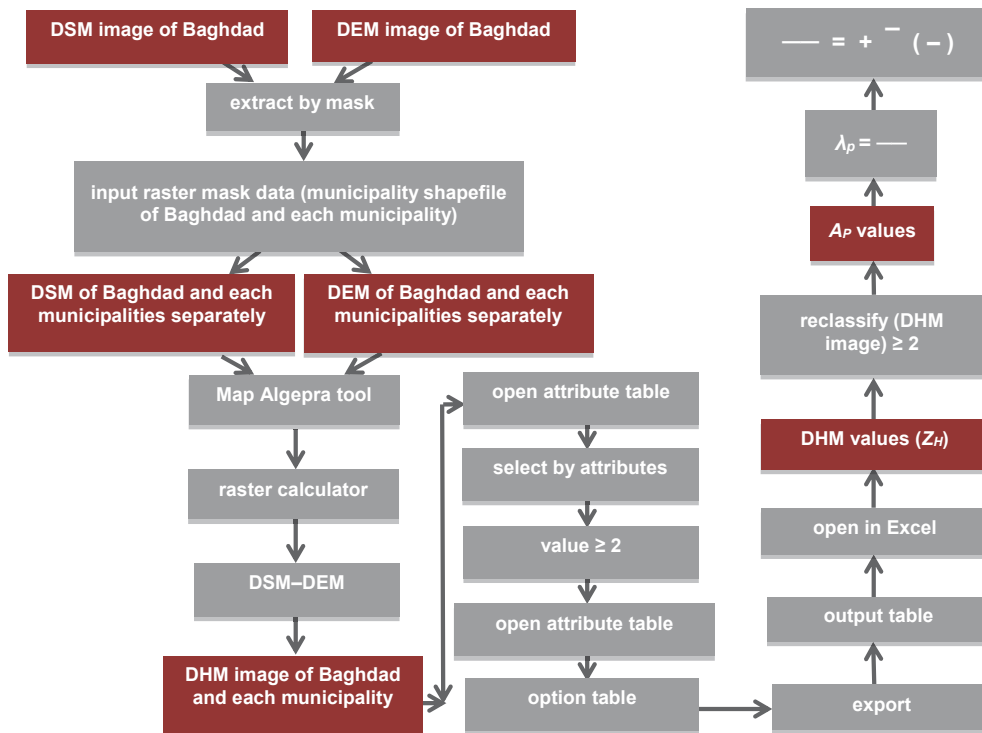 DSM image of Baghdad
DEM image of Baghdad
extract by mask
input raster mask data (municipality shapefile
of Baghdad and each municipality)
DSM of Baghdad and each
municipalities separately
DEM of Baghdad and each
municipalities separately
Map Algepra tool
raster calculator
DSM–DEM
DHM image of Baghdad
and each municipality
open attribute table
select by attributes
value ≥ 2
open attribute table
option table
export
output table
open in Excel
DHM values (Z_H)
reclassify (DHM
image) ≥ 2
A_P values
λ_p = —
— = + − (−)